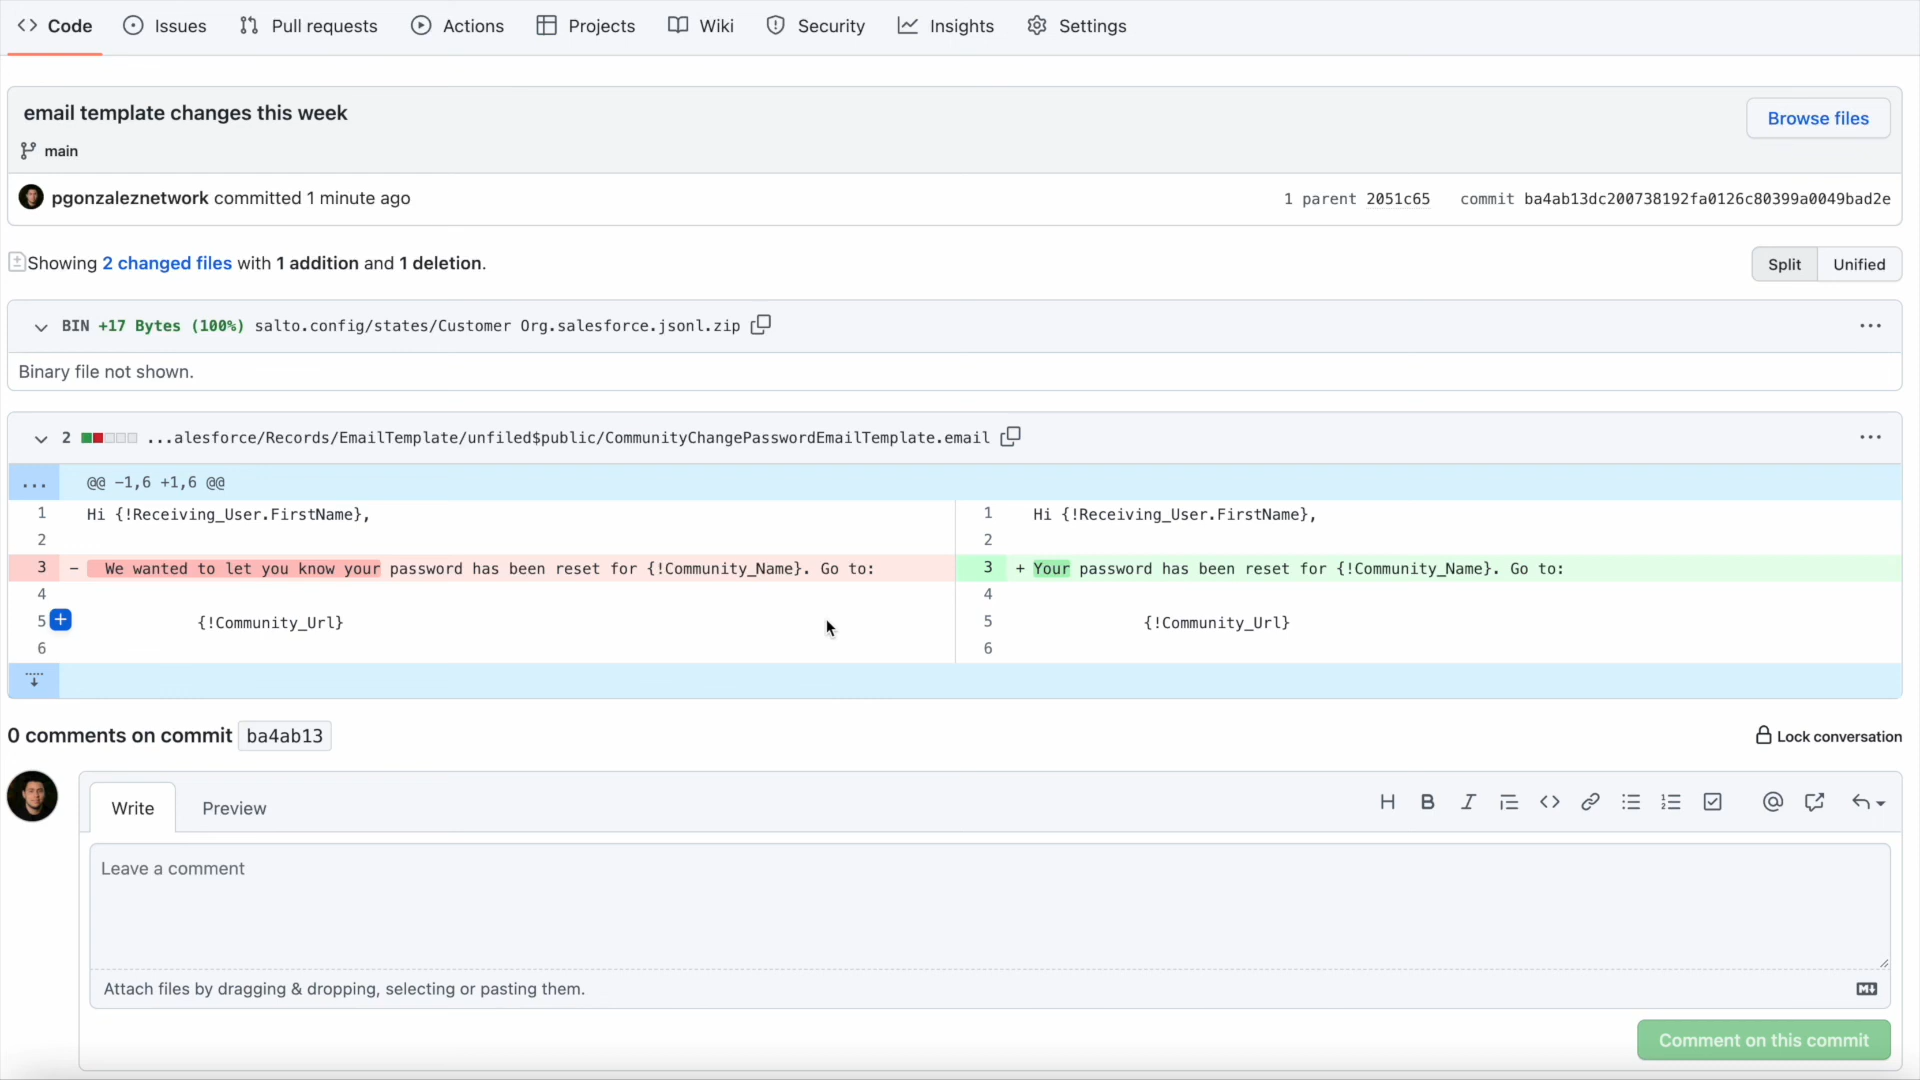 Code Issues Pull requests Actions Projects Wiki Security Insights Settings
email template changes this week
Browse files
main
pgonzaleznetwork committed 1 minute ago 1 parent 2051c65 commit ba4ab13dc200738192fa0126c80399a0049bad2e
Showing 2 changed files with 1 addition and 1 deletion. Split Unified
BIN +17 Bytes (100%) salto.config/states/Customer Org.salesforce.jsonl.zip
Binary file not shown.
2 ...alesforce/Records/EmailTemplate/unfiled$public/CommunityChangePasswordEmailTemplate.email
... @@ -1,6 +1,6 @@
1 Hi {!Receiving_User.FirstName}, 1 Hi {!Receiving_User.FirstName},
2 2
3 - We wanted to let you know your password has been reset for {!Community_Name}. Go to: 3 + Your password has been reset for {!Community_Name}. Go to:
4 4
5 {!Community_Url} 5 {!Community_Url}
6 6
0 comments on commit ba4ab13 Lock conversation
Write Preview
Leave a comment
Attach files by dragging & dropping, selecting or pasting them.
Comment on this commit